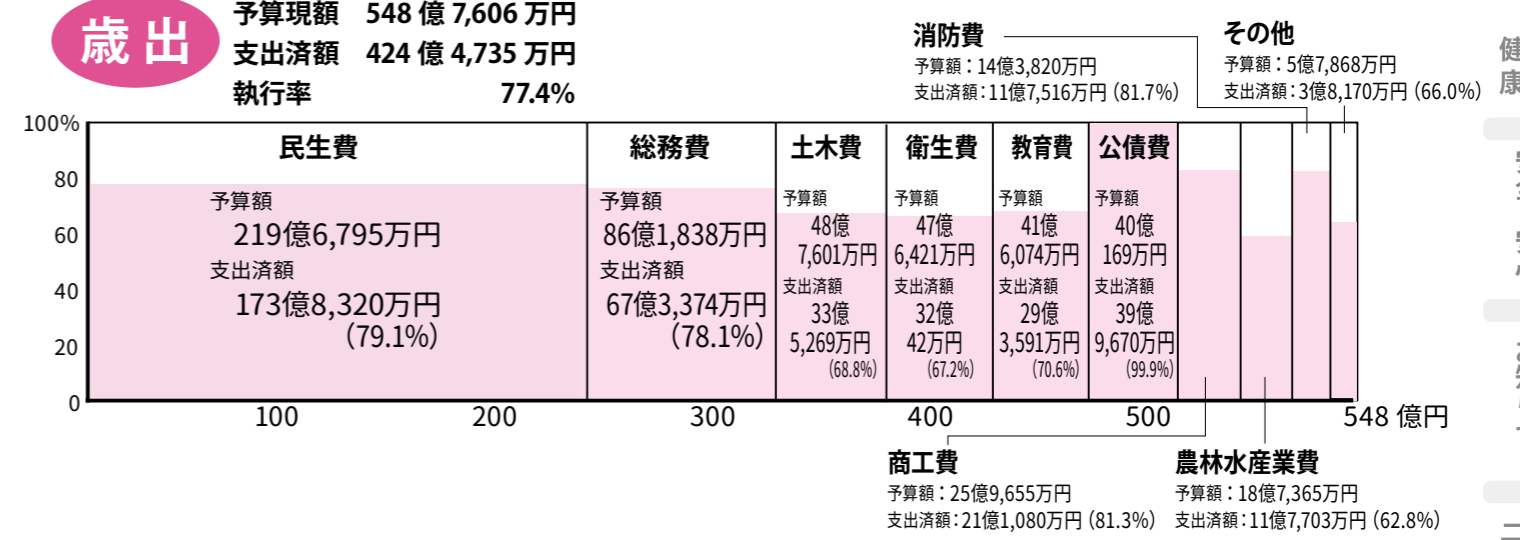 歳出
予算現額 548億7,606万円
支出済額 424億4,735万円
執行率 77.4%
消防費
予算額：14億3,820万円
支出済額：11億7,516万円（81.7%）
その他
予算額：5億7,868万円
支出済額：3億8,170万円（66.0%）
健
康
100%
80
60
40
20
0
民生費
予算額
219億6,795万円
支出済額
173億8,320万円
（79.1%）
総務費
予算額
86億1,838万円
支出済額
67億3,374万円
（78.1%）
土木費
予算額
48億
7,601万円
支出済額
33億
5,269万円
（68.8%）
衛生費
予算額
47億
6,421万円
支出済額
32億
42万円
（67.2%）
教育費
予算額
41億
6,074万円
支出済額
29億
3,591万円
（70.6%）
公債費
予算額
40億
169万円
支出済額
39億
9,670万円
（99.9%）
100 200 300 400 500 548億円
商工費
予算額：25億9,655万円
支出済額：21億1,080万円（81.3%）
農林水産業費
予算額：18億7,365万円
支出済額：11億7,703万円（62.8%）